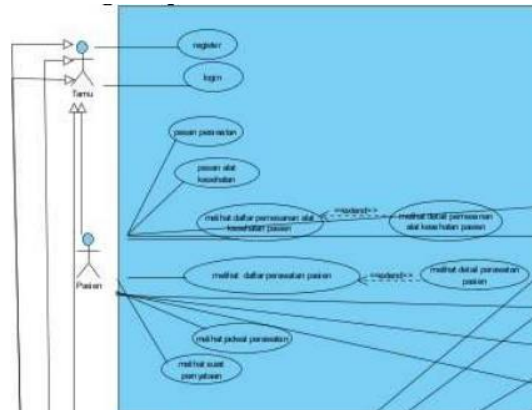 register
login
Tamu
pesan perawatan
pesan alat
kesehatan
melihat daftar pemesanan alat
kesehatan pasien
<<extend>>
melihat detail pemesanan
alat kesehatan pasien
Pasien
melihat daftar perawatan pasien
<<extend>>
melihat detail perawatan
pasien
melihat jadwal perawatan
melihat surat
pernyataan